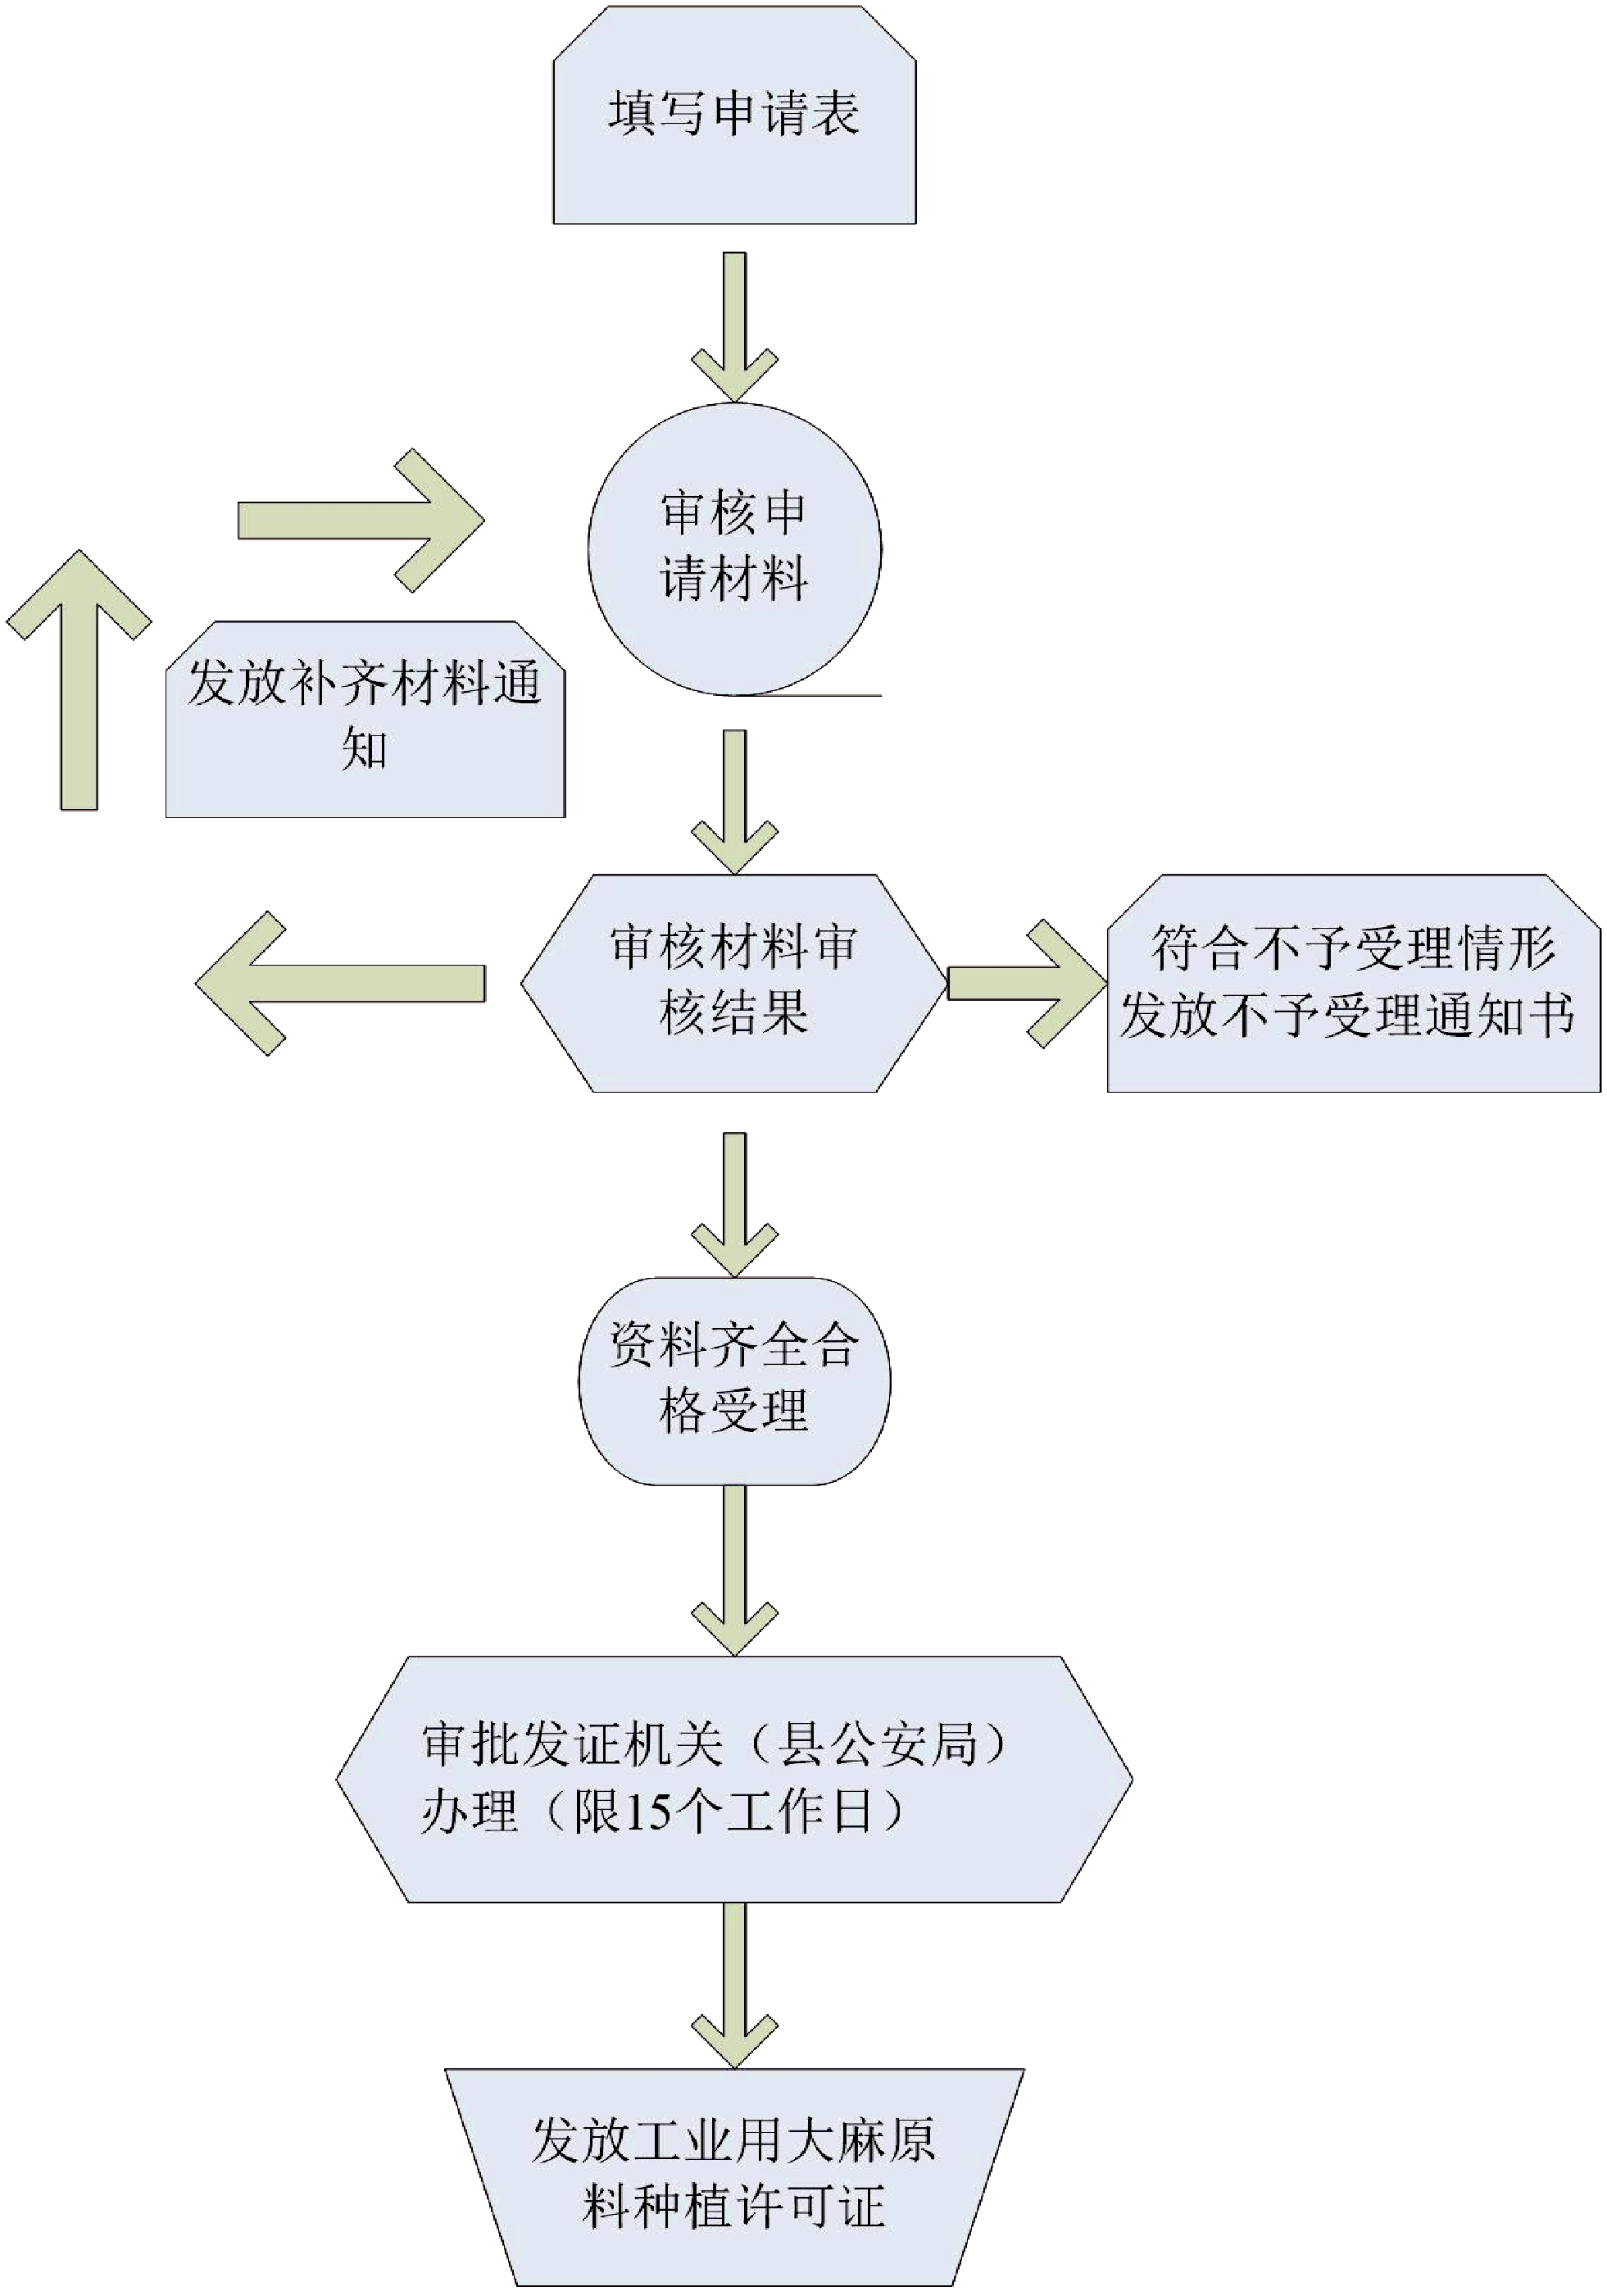 填写申请表
审核申
请材料
发放补齐材料通
知
审核材料审
核结果
符合不予受理情形
发放不予受理通知书
资料齐全合
格受理
审批发证机关（县公安局）
办理（限15个工作日）
发放工业用大麻原
料种植许可证